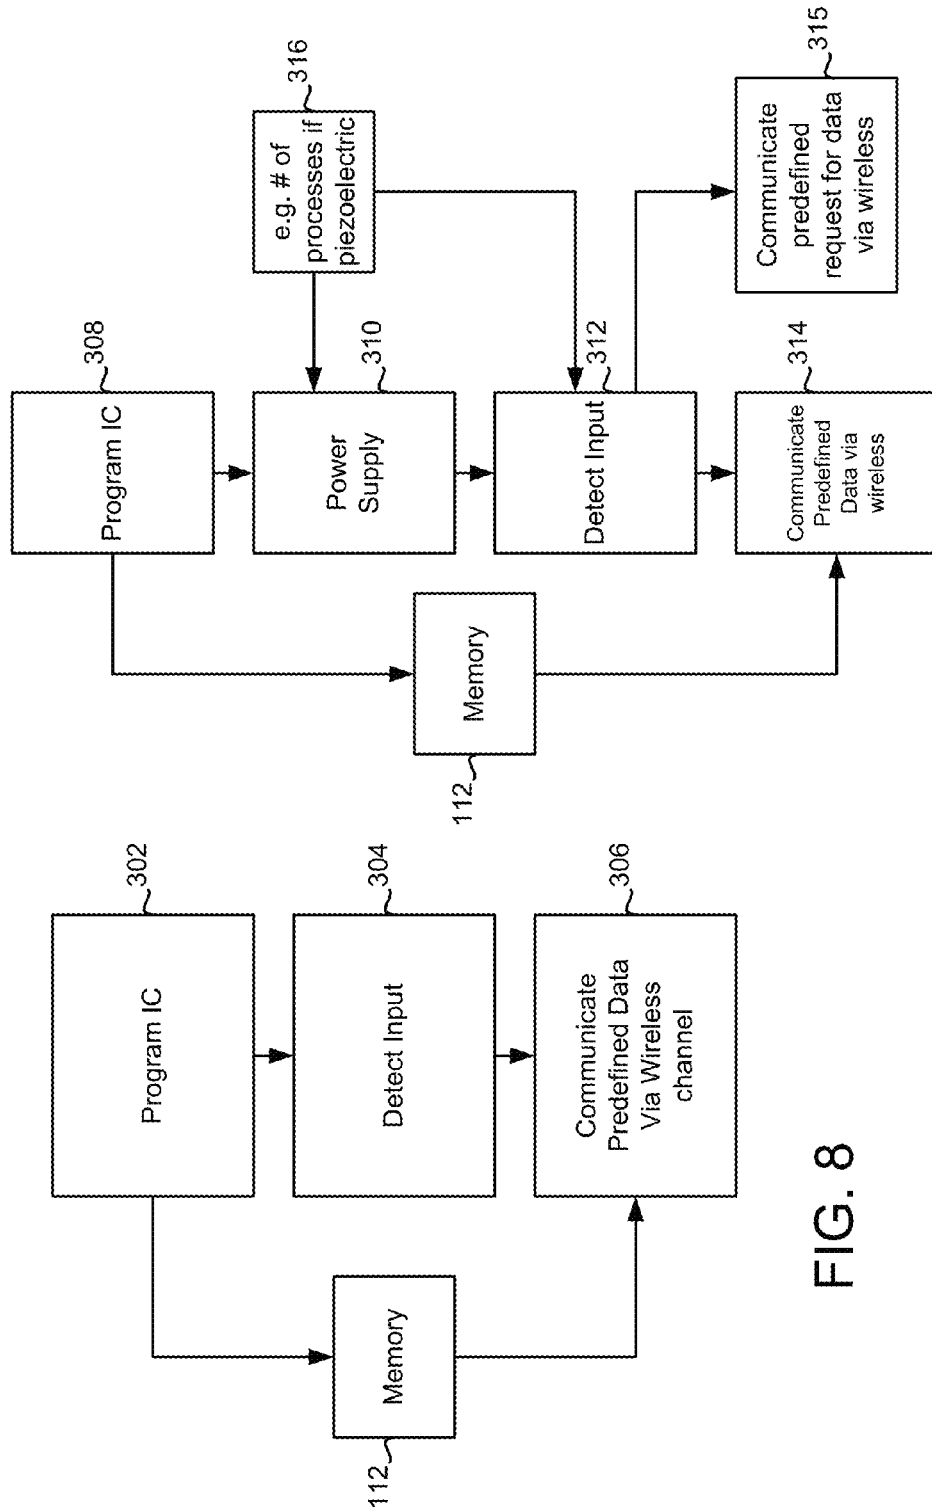 302
Program IC
304
Detect Input
306
Communicate
Predefined Data
Via Wireless
channel
Memory
112
308
Program IC
316
e.g. # of
processes if
piezoelectric
310
Power
Supply
312
Detect Input
314
Communicate
Predefined
Data via
wireless
315
Communicate
predefined
request for data
via wireless
Memory
112
FIG. 8